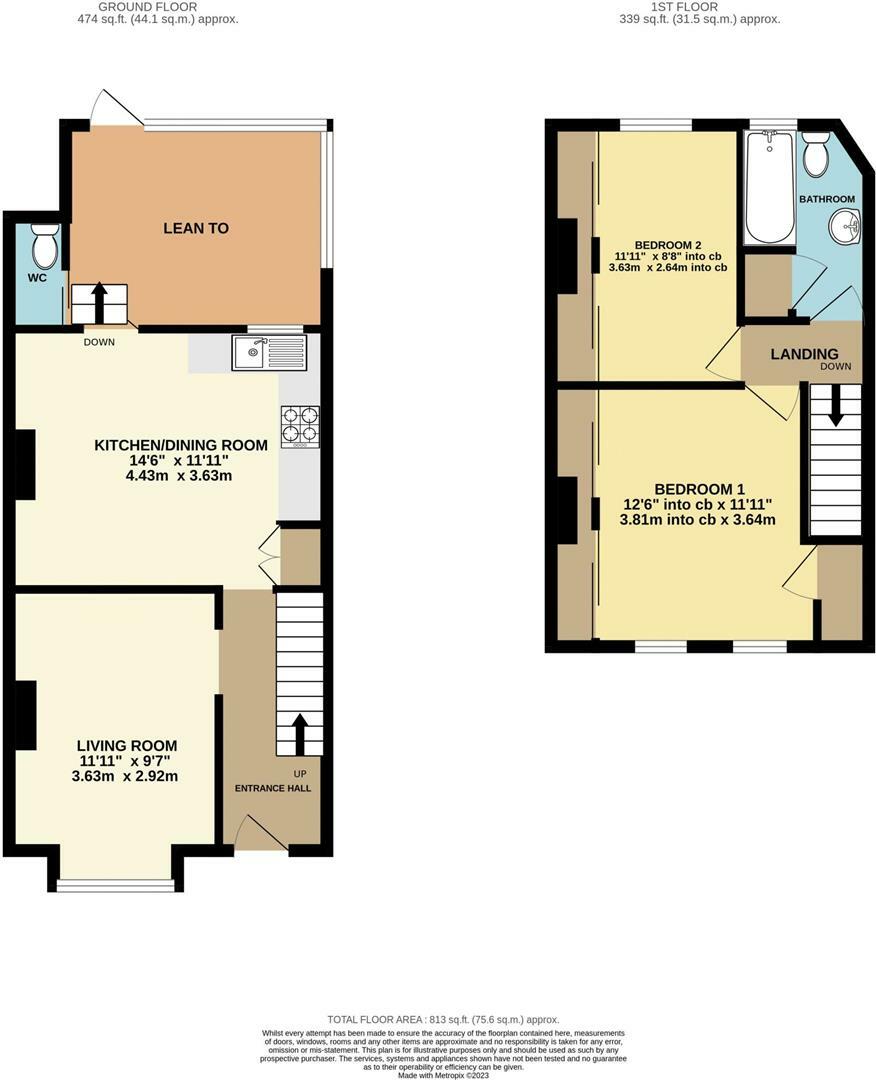 GROUND FLOOR
474 sq.ft. (44.1 sq.m.) approx.
1ST FLOOR
339 sq.ft. (31.5 sq.m.) approx.
LEAN TO
WC
DOWN
KITCHEN/DINING ROOM
14'6" x 11'11"
4.43m x 3.63m
LIVING ROOM
11'11" x 9'7"
3.63m x 2.92m
UP
ENTRANCE HALL
BATHROOM
BEDROOM 2
11'11" x 8'8" into cb
3.63m x 2.64m into cb
LANDING
DOWN
BEDROOM 1
12'6" into cb x 11'11"
3.81m into cb x 3.64m
TOTAL FLOOR AREA : 813 sq.ft. (75.6 sq.m.) approx.
Whilst every attempt has been made to ensure the accuracy of the floorplan contained here, measurements
of doors, windows, rooms and any other items are approximate and no responsibility is taken for any error,
omission or mis-statement. This plan is for illustrative purposes only and should be used as such by any
prospective purchaser. The services, systems and appliances shown have not been tested and no guarantee
as to their operability or efficiency can be given.
Made with Metropix ©2023